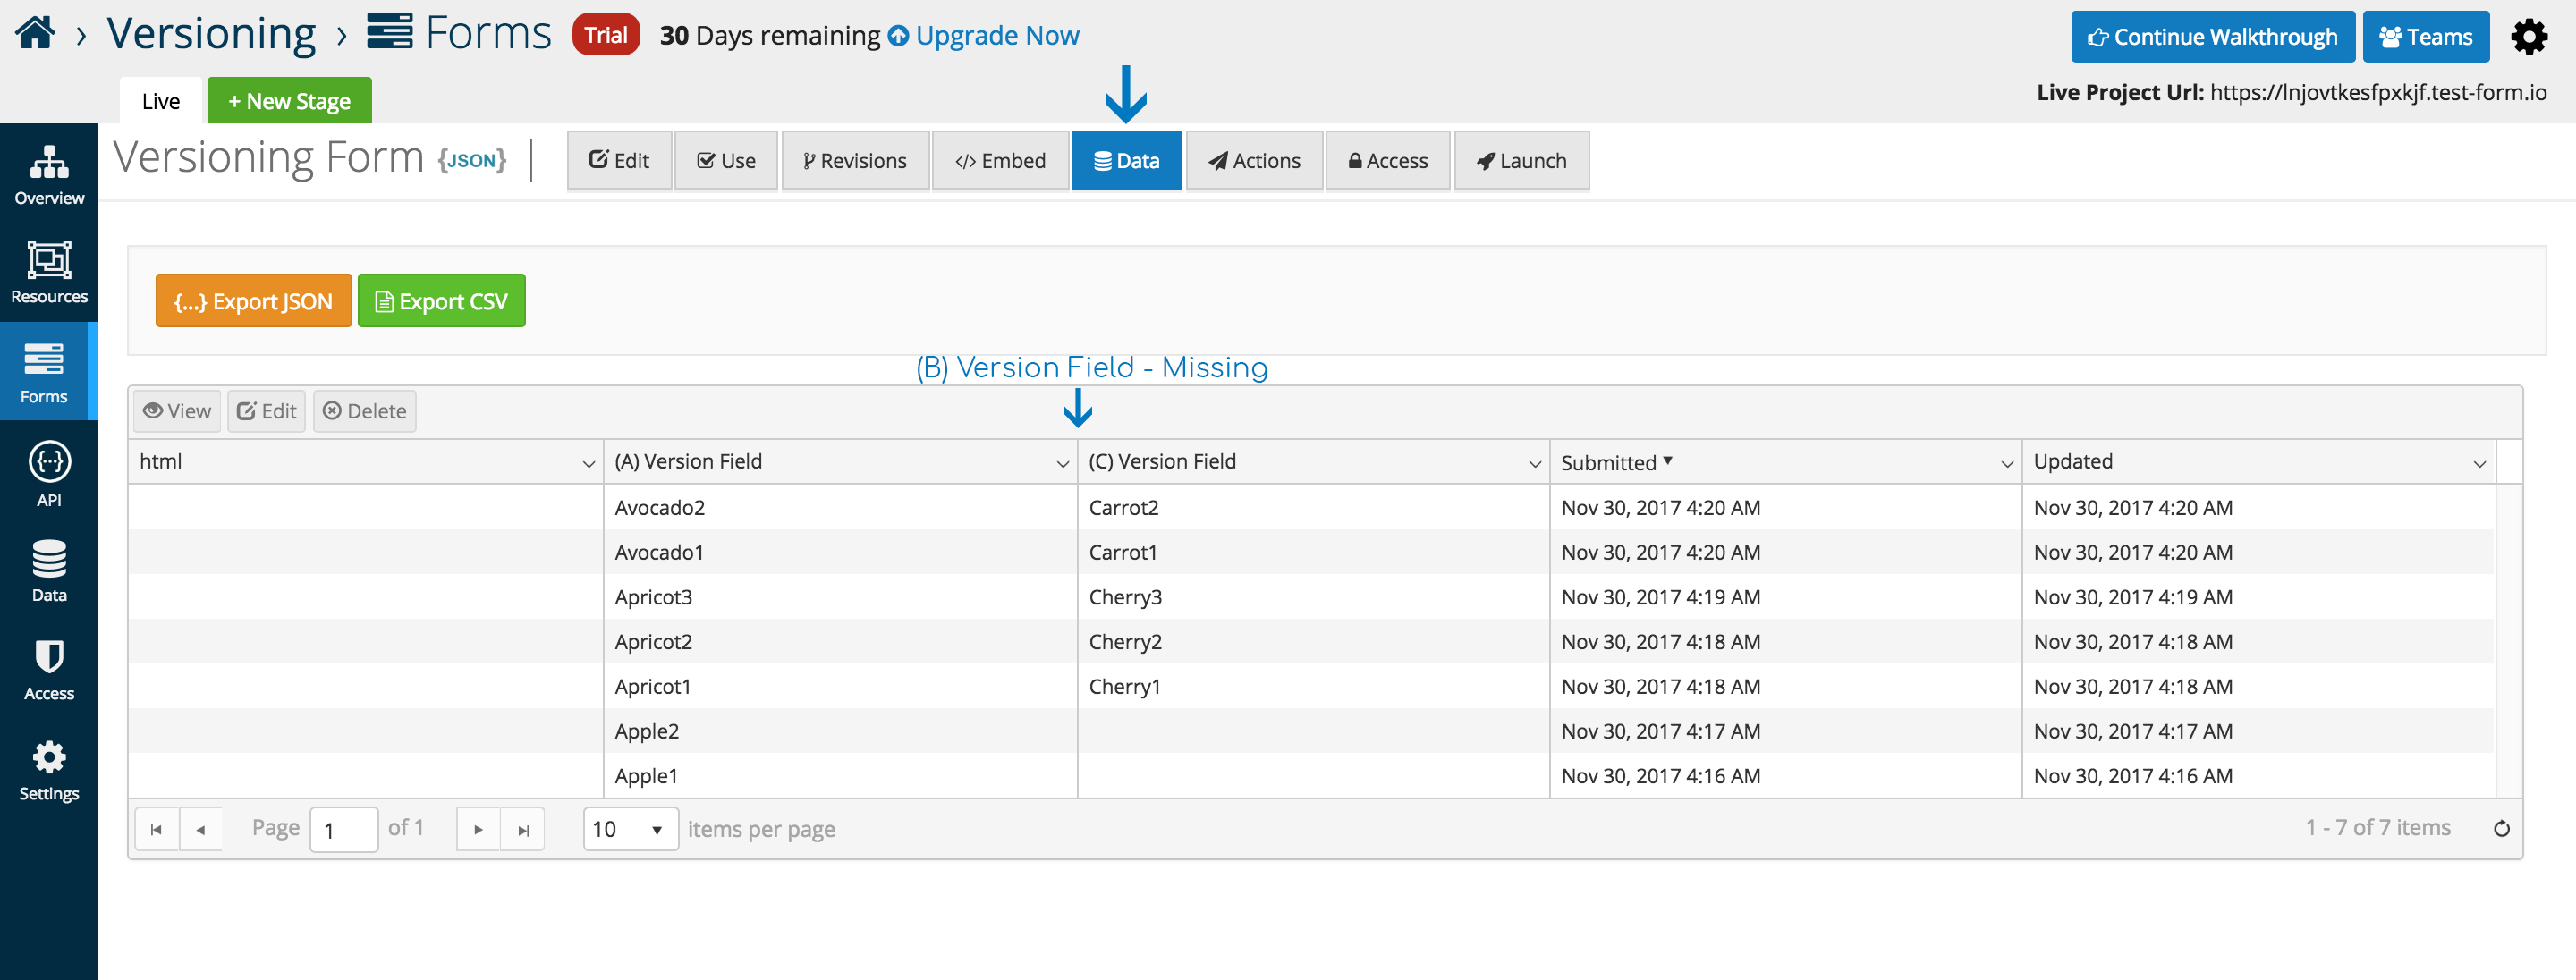 › Versioning › Forms Trial 30 Days remaining Upgrade Now
Continue Walkthrough Teams
Live + New Stage
Live Project Url: https://lnjovtkesfpxkjf.test-form.io
Versioning Form {JSON} Edit Use Revisions </> Embed Data Actions Access Launch
Overview
Resources
Forms
API
Data
Access
Settings
{...} Export JSON Export CSV
(B) Version Field - Missing
View Edit Delete
html (A) Version Field (C) Version Field Submitted Updated
Avocado2 Carrot2 Nov 30, 2017 4:20 AM Nov 30, 2017 4:20 AM
Avocado1 Carrot1 Nov 30, 2017 4:20 AM Nov 30, 2017 4:20 AM
Apricot3 Cherry3 Nov 30, 2017 4:19 AM Nov 30, 2017 4:19 AM
Apricot2 Cherry2 Nov 30, 2017 4:18 AM Nov 30, 2017 4:18 AM
Apricot1 Cherry1 Nov 30, 2017 4:18 AM Nov 30, 2017 4:18 AM
Apple2 Nov 30, 2017 4:17 AM Nov 30, 2017 4:17 AM
Apple1 Nov 30, 2017 4:16 AM Nov 30, 2017 4:16 AM
Page 1 of 1 10 items per page 1 - 7 of 7 items